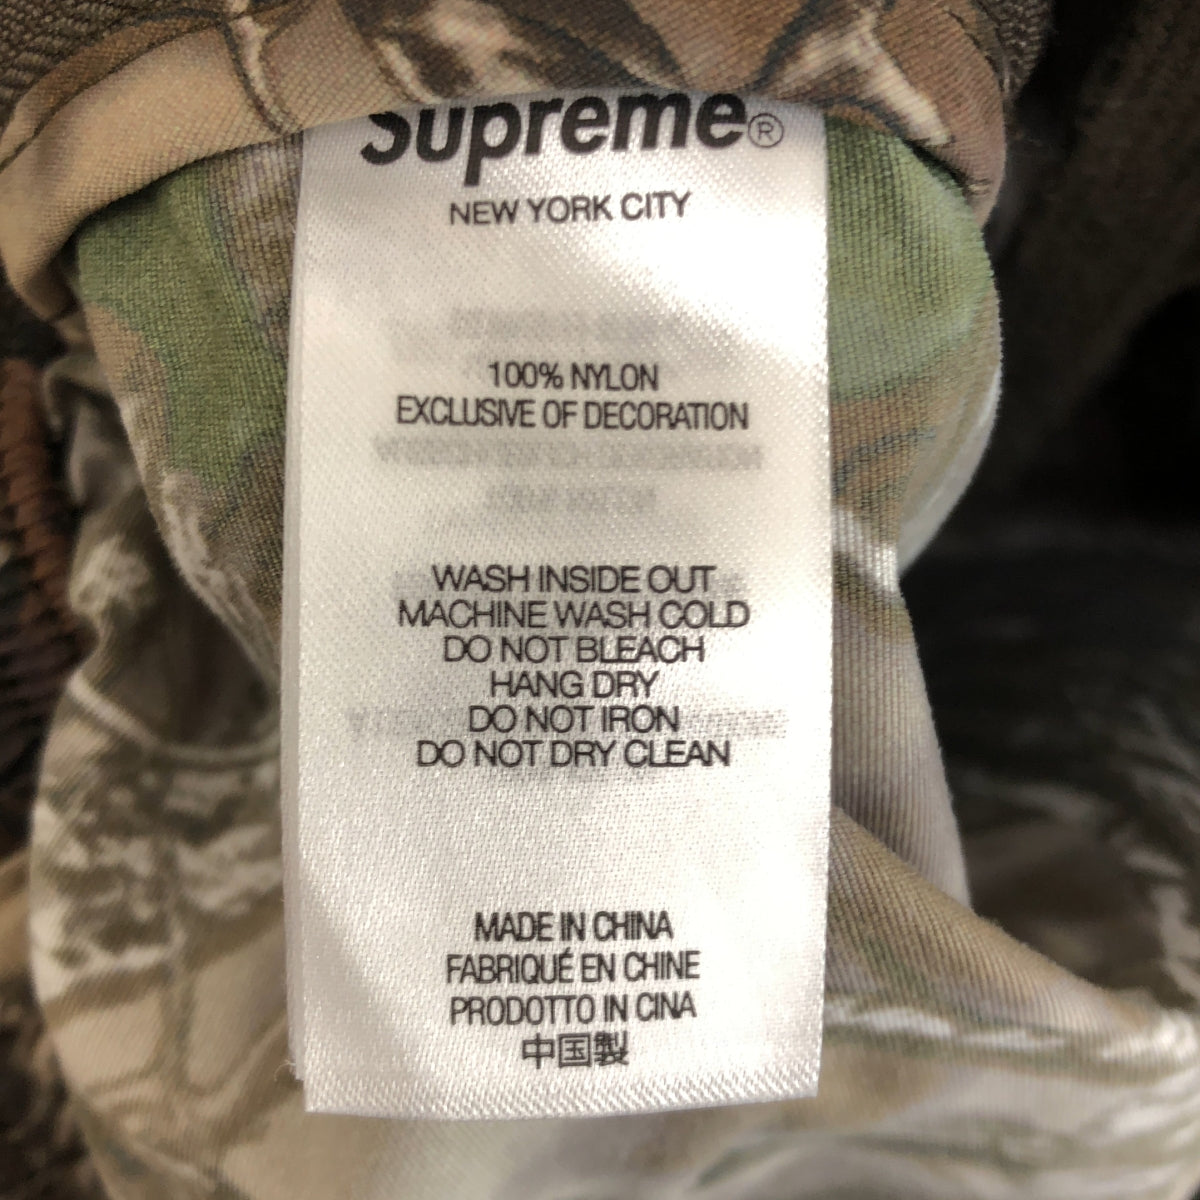 Supreme®
NEW YORK CITY
100% NYLON
EXCLUSIVE OF DECORATION
WASH INSIDE OUT
MACHINE WASH COLD
DO NOT BLEACH
HANG DRY
DO NOT IRON
DO NOT DRY CLEAN
MADE IN CHINA
FABRIQUÉ EN CHINE
PRODOTTO IN CINA
中国製